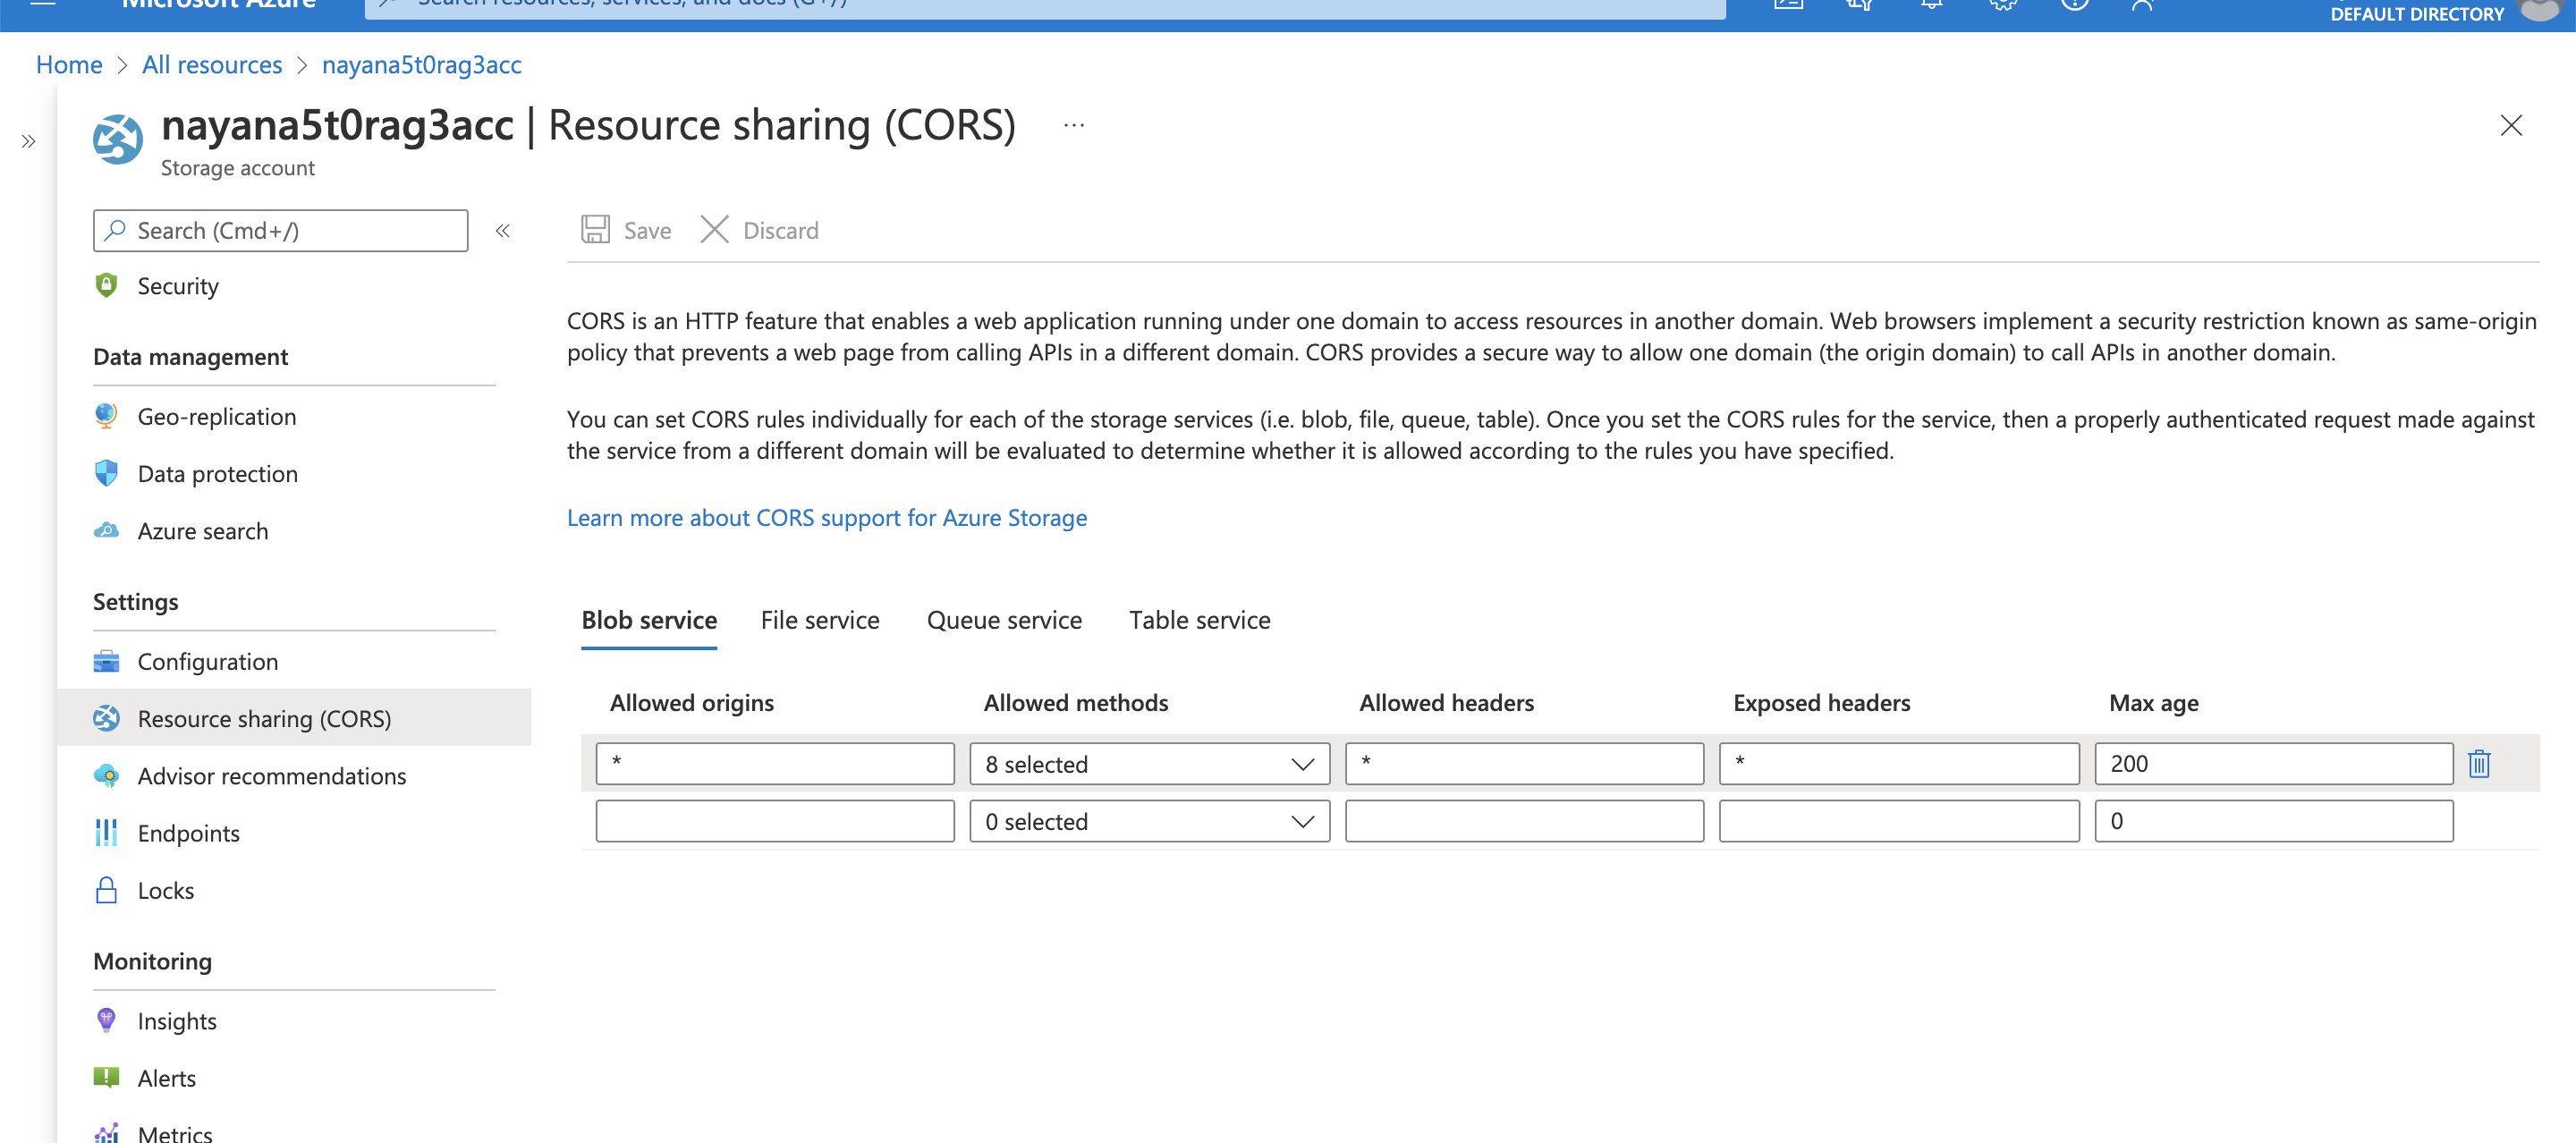 Microsoft Azure
Search resources, services, and docs (G+/)
DEFAULT DIRECTORY
Home > All resources > nayana5t0rag3acc
nayana5t0rag3acc | Resource sharing (CORS) ...
Storage account
Search (Cmd+/)
Save
Discard
Security
Data management
Geo-replication
Data protection
Azure search
Settings
Configuration
Resource sharing (CORS)
Advisor recommendations
Endpoints
Locks
Monitoring
Insights
Alerts
Metrics
CORS is an HTTP feature that enables a web application running under one domain to access resources in another domain. Web browsers implement a security restriction known as same-origin
policy that prevents a web page from calling APIs in a different domain. CORS provides a secure way to allow one domain (the origin domain) to call APIs in another domain.
You can set CORS rules individually for each of the storage services (i.e. blob, file, queue, table). Once you set the CORS rules for the service, then a properly authenticated request made against
the service from a different domain will be evaluated to determine whether it is allowed according to the rules you have specified.
Learn more about CORS support for Azure Storage
Blob service File service Queue service Table service
Allowed origins Allowed methods Allowed headers Exposed headers Max age
* 8 selected * * 200
0 selected 0